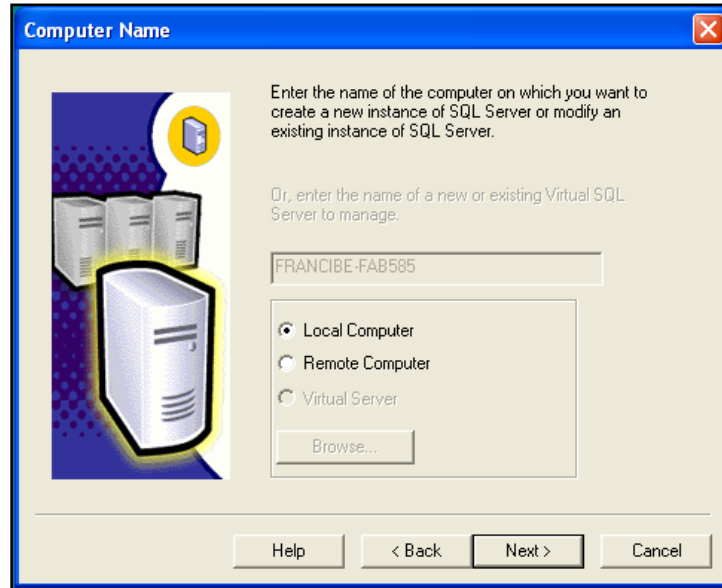 Computer Name
Enter the name of the computer on which you want to
create a new instance of SQL Server or modify an
existing instance of SQL Server.
Or, enter the name of a new or existing Virtual SQL
Server to manage.
FRANCIBE-FAB585
Local Computer
Remote Computer
Virtual Server
Browse...
Help
< Back
Next >
Cancel